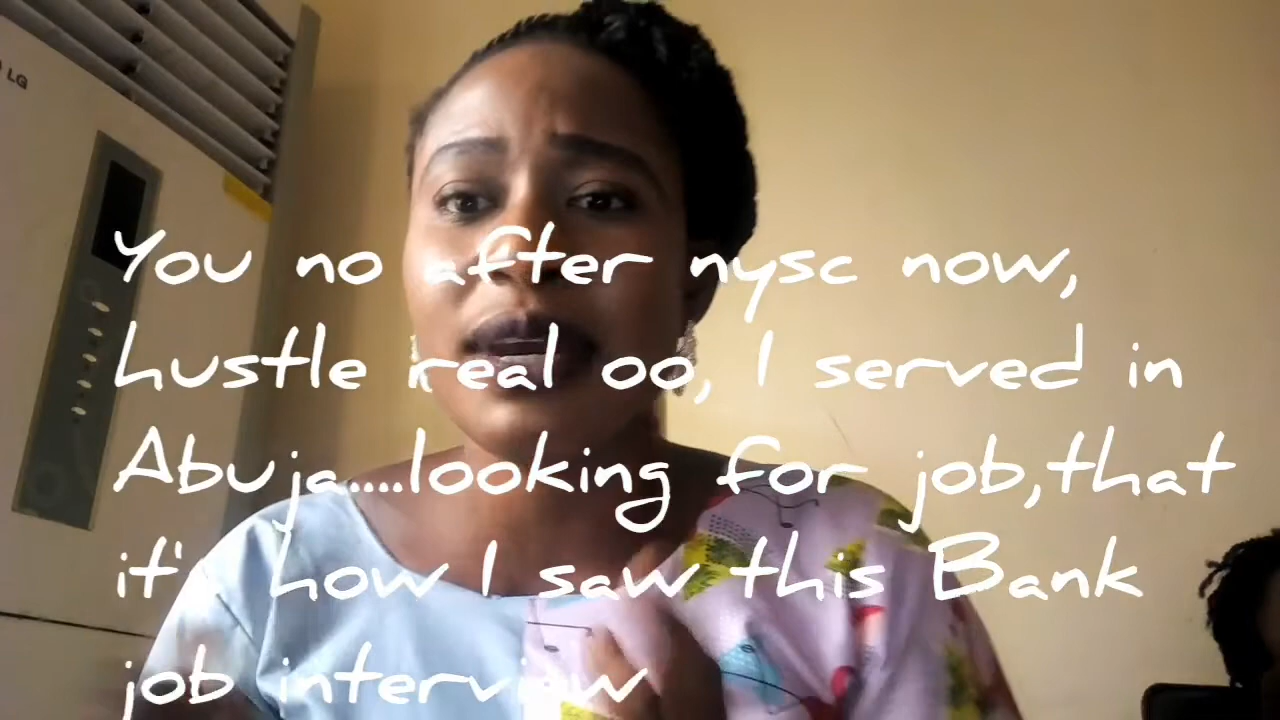 LG
You no after nysc now,
hustle real oo, I served in
Abuja....looking for job,that
it' how I saw this Bank
job interview